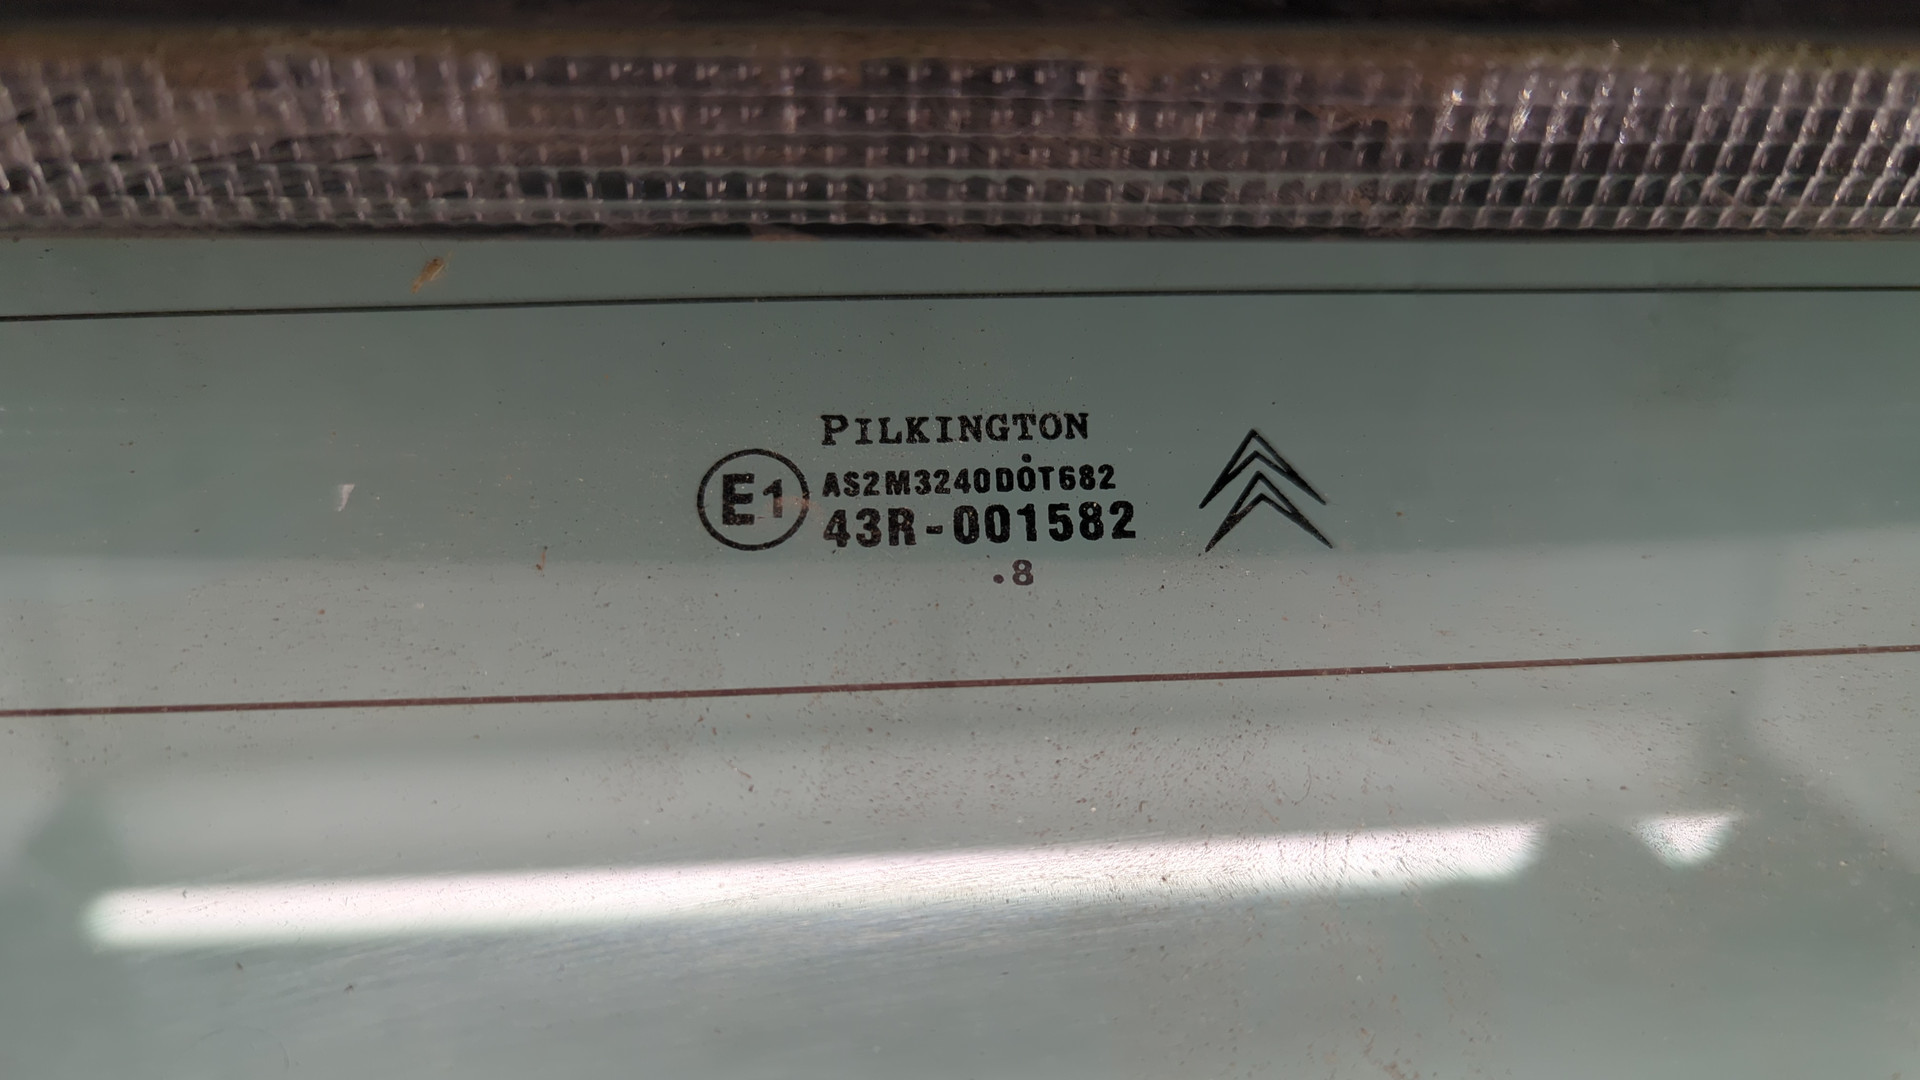 PILKINGTON
E1
AS2M3240DOT682
43R-001582
.8